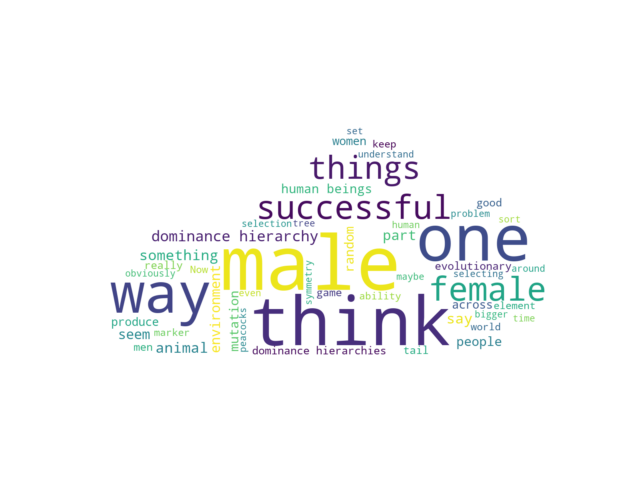 set
women keep
things understand
human beings
successful good
problem
selection tree
dominance hierarchy
male one
random human part sort
something
really Now
obviously
environment
even
symmetry
game
maybe
ability
evolutionary around
selecting
way think female
across element
bigger
say world time
produce
marker
seem
mutation
peacocks
men animal
dominance hierarchies tail
people